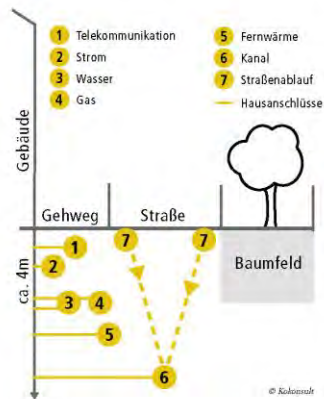 1 Telekommunikation
2 Strom
3 Wasser
4 Gas
5 Fernwärme
6 Kanal
7 Straßenablauf
Hausanschlüsse
Gebäude
Gehweg Straße
ca. 4m
1
2
3 4
5
6
7 7
Baumfeld
© Kokonsult